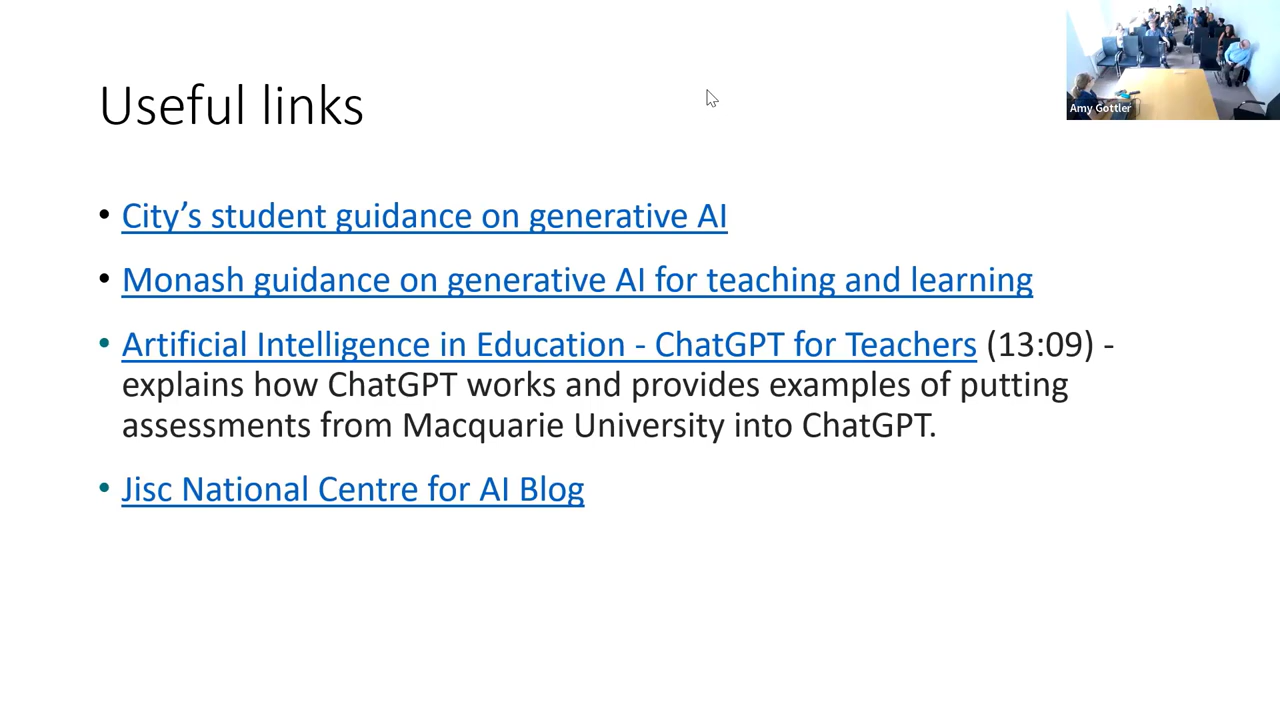 Amy Gottler
Useful links
• City’s student guidance on generative AI
• Monash guidance on generative AI for teaching and learning
• Artificial Intelligence in Education - ChatGPT for Teachers (13:09) -
explains how ChatGPT works and provides examples of putting
assessments from Macquarie University into ChatGPT.
• Jisc National Centre for AI Blog